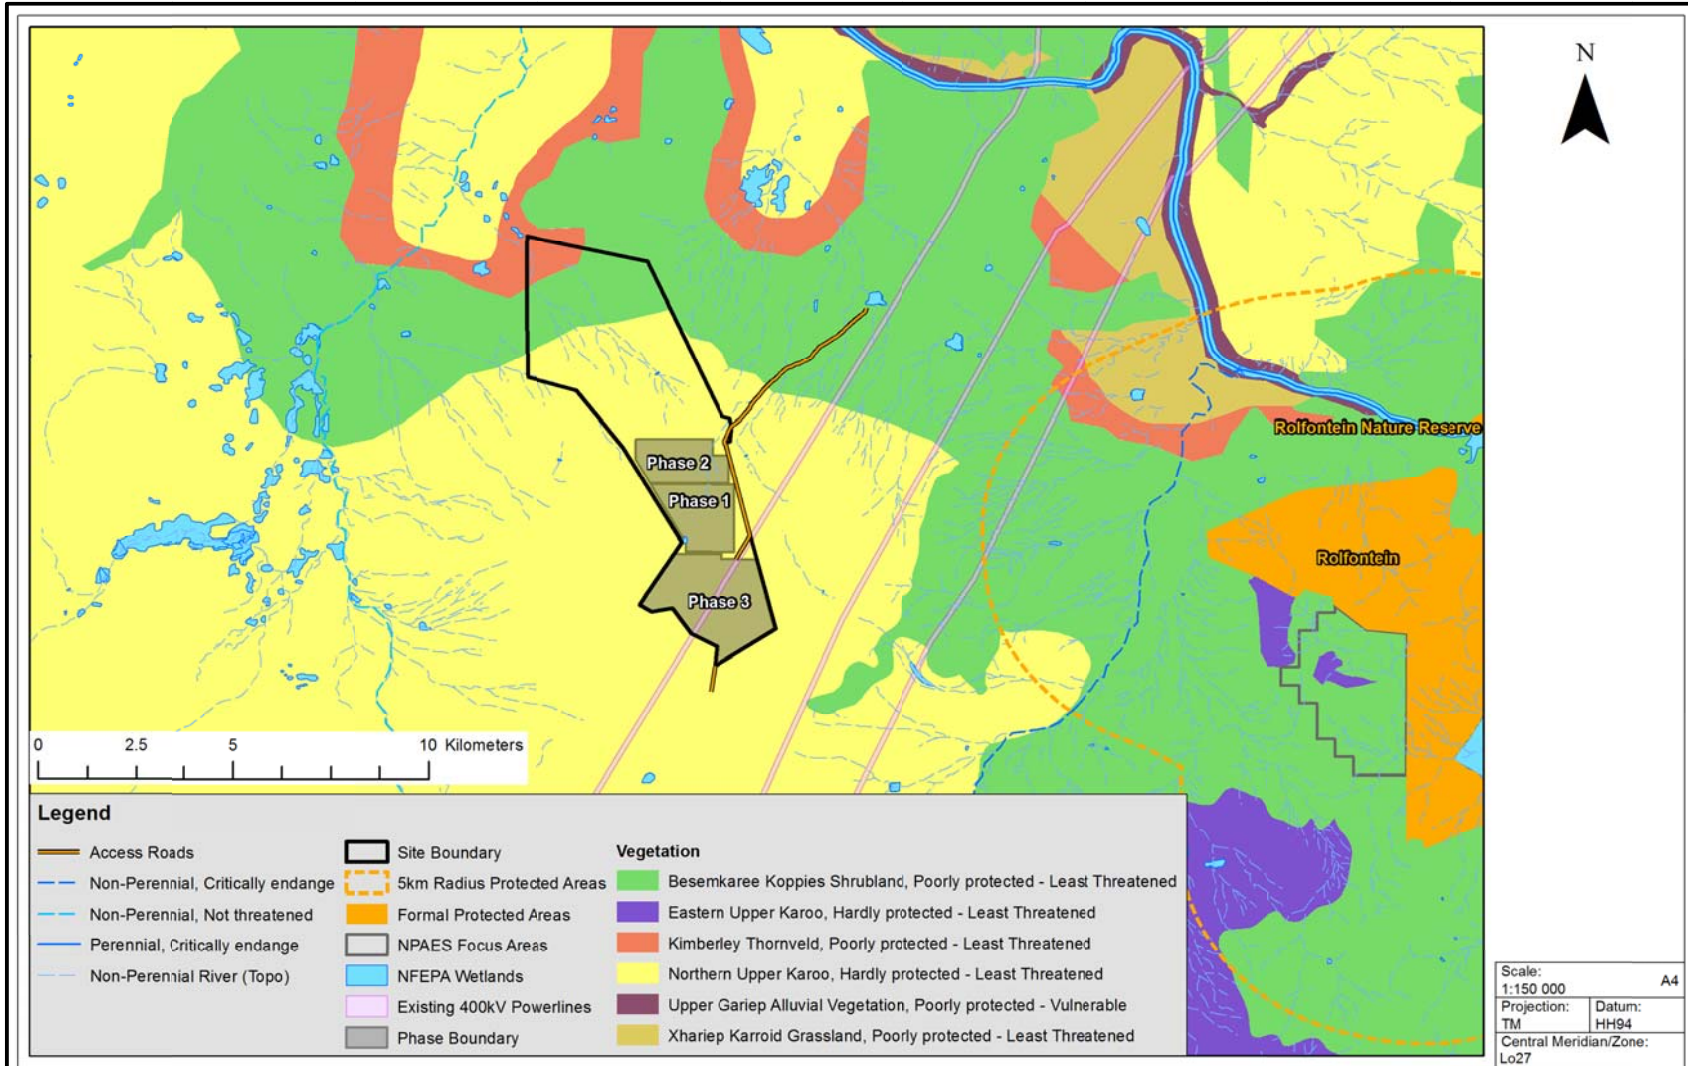 N
Rolfontein Nature Reserve
Phase 2
Phase 1
Rolfontein
Phase 3
0 2.5 5 10 Kilometers
Legend
Access Roads
Non-Perennial, Critically endange
Non-Perennial, Not threatened
Perennial, Critically endange
Non-Perennial River (Topo)
Site Boundary
5km Radius Protected Areas
Formal Protected Areas
NPAES Focus Areas
NFEPA Wetlands
Existing 400kV Powerlines
Phase Boundary
Vegetation
Besemkaree Koppies Shrubland, Poorly protected - Least Threatened
Eastern Upper Karoo, Hardly protected - Least Threatened
Kimberley Thornveld, Poorly protected - Least Threatened
Northern Upper Karoo, Hardly protected - Least Threatened
Upper Gariep Alluvial Vegetation, Poorly protected - Vulnerable
Xhariep Karroid Grassland, Poorly protected - Least Threatened
Scale:
1:150 000 A4
Projection: Datum:
TM HH94
Central Meridian/Zone:
Lo27